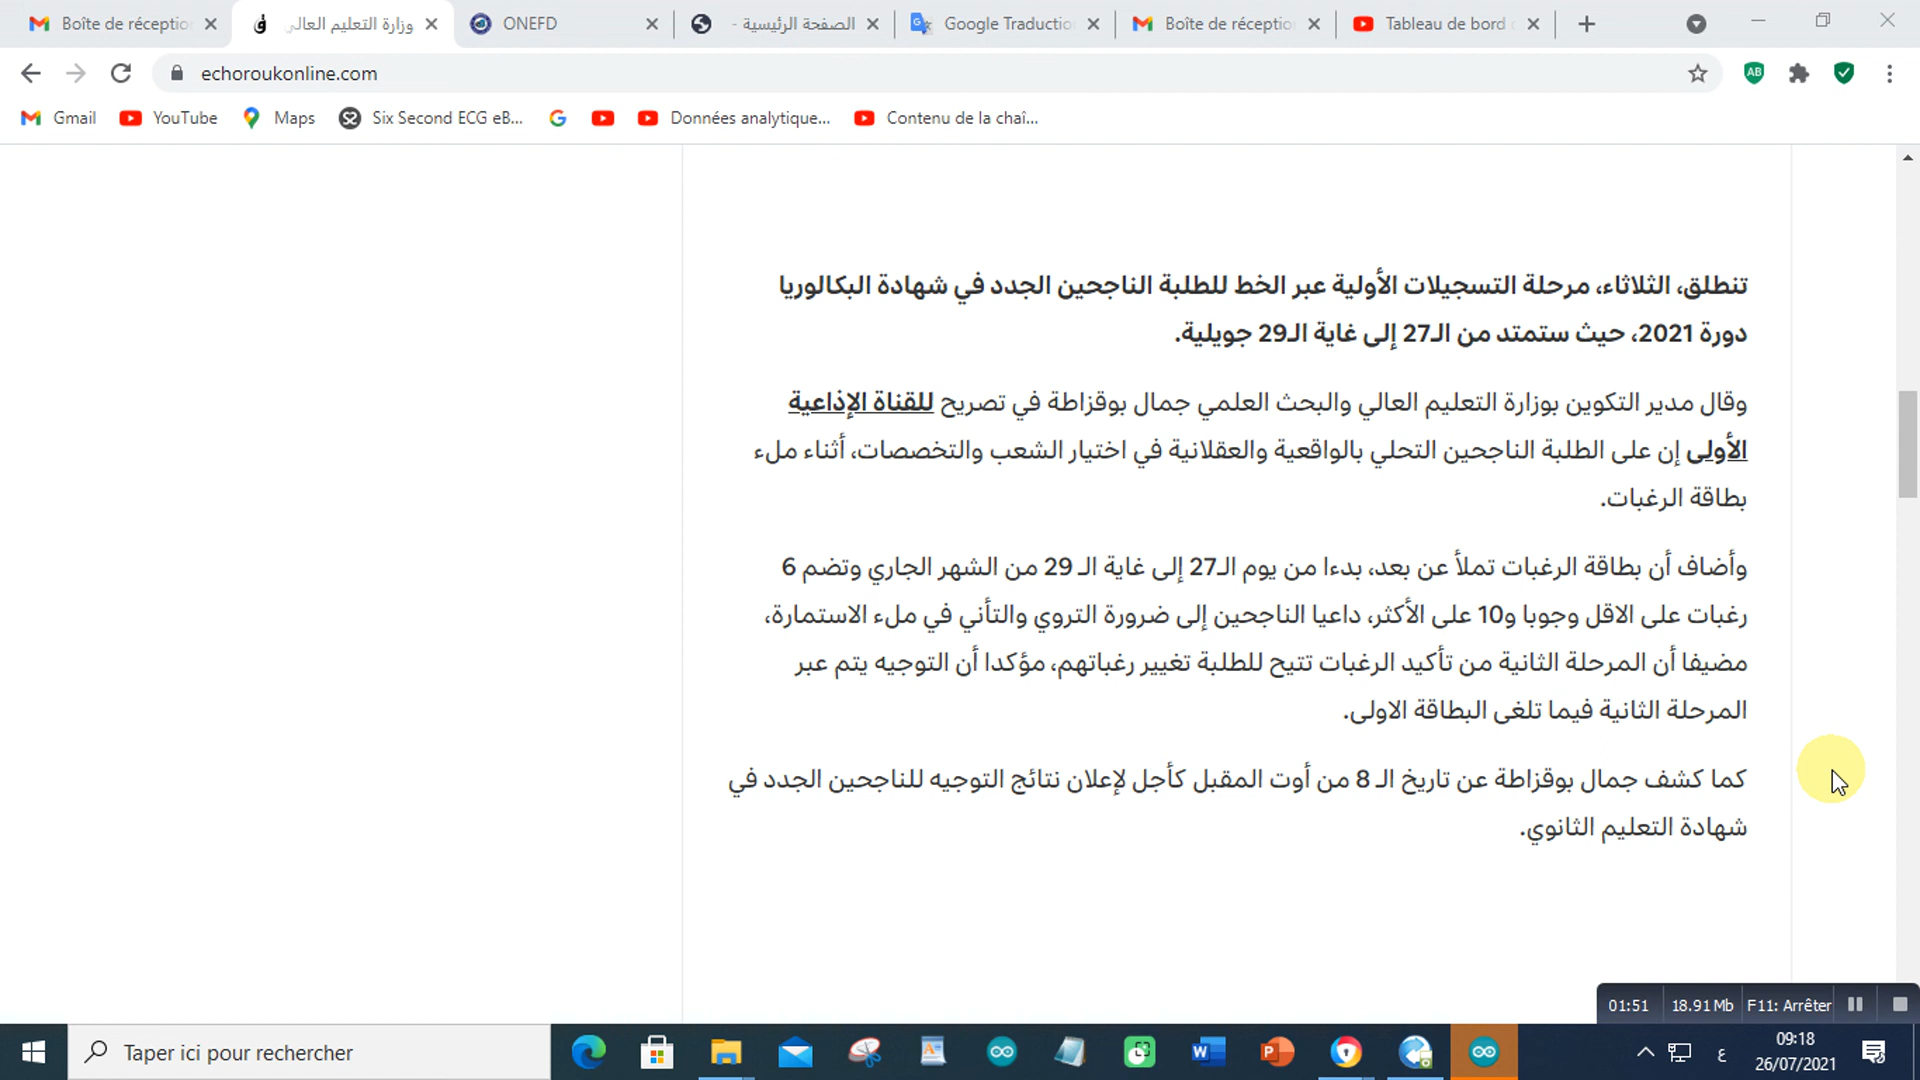 Boîte de réception
وزارة التعليم العالي
ONEFD
الصفحة الرئيسية -
Google Traduction
Boîte de réception
Tableau de bord
echoroukonline.com
Gmail
YouTube
Maps
Six Second ECG eB...
Données analytique...
Contenu de la chaî...
تنطلق، الثلاثاء، مرحلة التسجيلات الأولية عبر الخط للطلبة الناجحين الجدد في شهادة البكالوريا
دورة 2021، حيث ستمتد من الـ27 إلى غاية الـ29 جويلية.
وقال مدير التكوين بوزارة التعليم العالي والبحث العلمي جمال بوقزاطة في تصريح للقناة الإذاعية
الأولى إن على الطلبة الناجحين التحلي بالواقعية والعقلانية في اختيار الشعب والتخصصات، أثناء ملء
بطاقة الرغبات.
وأضاف أن بطاقة الرغبات تملأ عن بعد، بدءا من يوم الـ27 إلى غاية الـ 29 من الشهر الجاري وتضم 6
رغبات على الاقل وجوبا و10 على الأكثر، داعيا الناجحين إلى ضرورة التروي والتأني في ملء الاستمارة،
مضيفا أن المرحلة الثانية من تأكيد الرغبات تتيح للطلبة تغيير رغباتهم، مؤكدا أن التوجيه يتم عبر
المرحلة الثانية فيما تلغى البطاقة الاولى.
كما كشف جمال بوقزاطة عن تاريخ الـ 8 من أوت المقبل كأجل لإعلان نتائج التوجيه للناجحين الجدد في
شهادة التعليم الثانوي.
01:51
18.91 Mb
F11: Arrêter
Taper ici pour rechercher
ع
09:18
26/07/2021